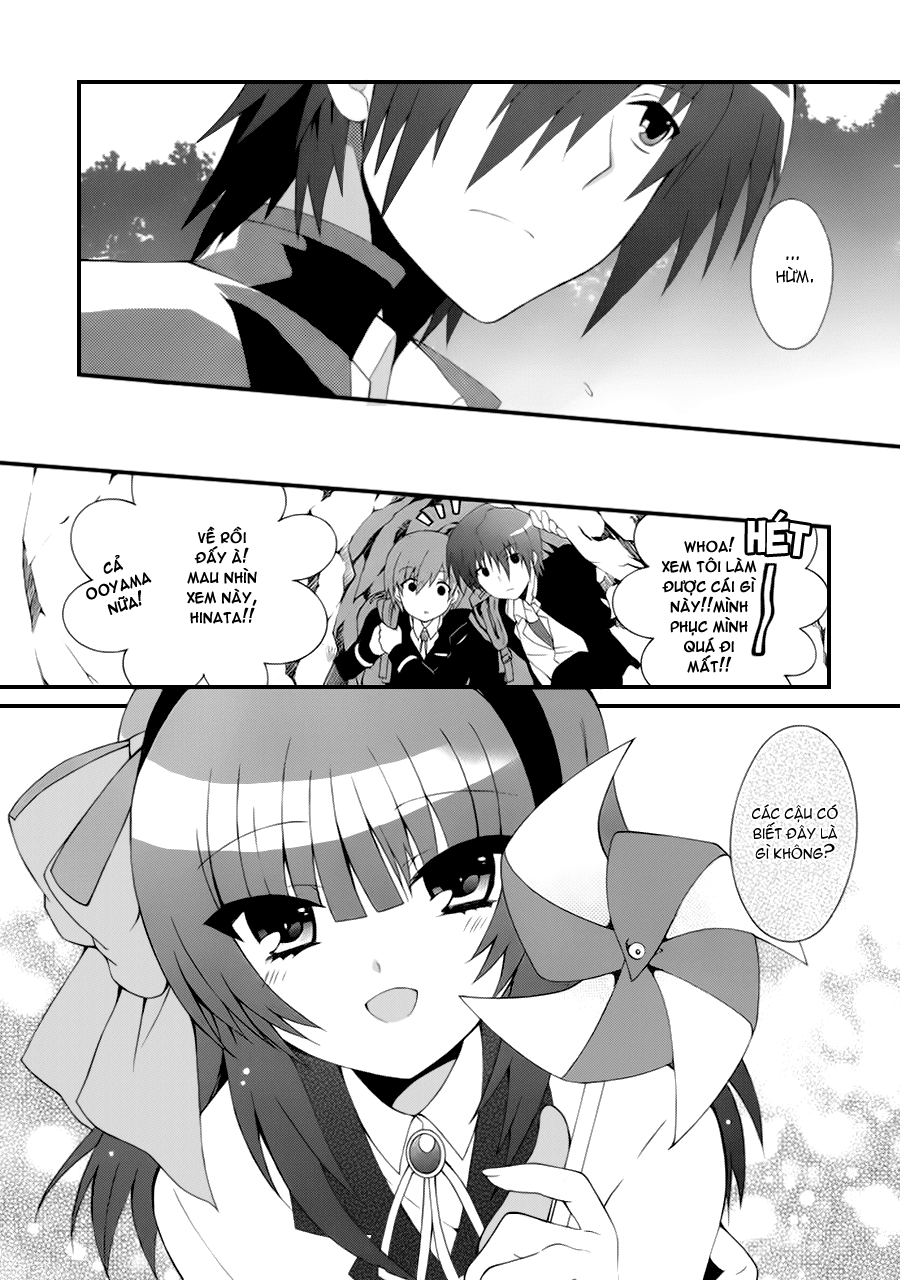 ...
HỪM.
HÉT
WHOA!
XEM TÔI LÀM
ĐƯỢC CÁI GÌ
NÀY!!MÌNH
PHỤC MÌNH
QUÁ ĐI
MẤT!!
VỀ RỒI
ĐẤY À!
MAU NHÌN
XEM NÀY,
HINATA!!
CẢ
OOYAMA
NỮA!
CÁC CẬU CÓ
BIẾT ĐÂY LÀ
GÌ KHÔNG?